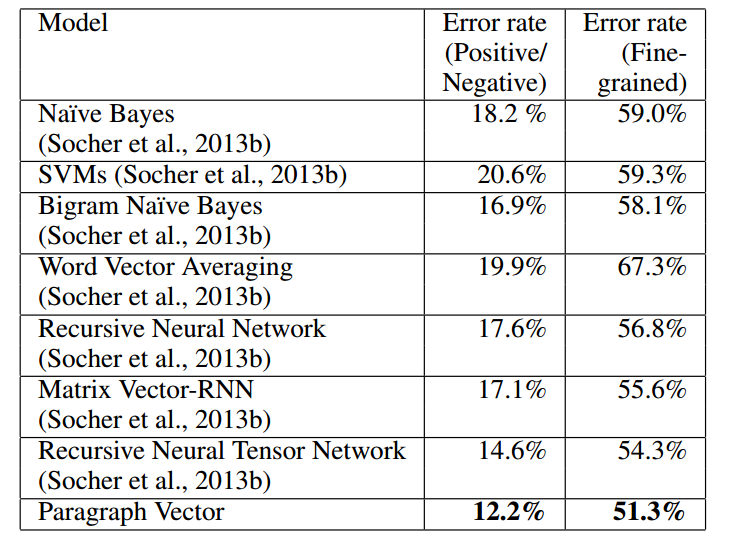 Model Error rate Error rate
(Positive/ (Fine-
Negative) grained)
Naïve Bayes 18.2 % 59.0%
(Socher et al., 2013b)
SVMs (Socher et al., 2013b) 20.6% 59.3%
Bigram Naïve Bayes 16.9% 58.1%
(Socher et al., 2013b)
Word Vector Averaging 19.9% 67.3%
(Socher et al., 2013b)
Recursive Neural Network 17.6% 56.8%
(Socher et al., 2013b)
Matrix Vector-RNN 17.1% 55.6%
(Socher et al., 2013b)
Recursive Neural Tensor Network 14.6% 54.3%
(Socher et al., 2013b)
Paragraph Vector 12.2% 51.3%